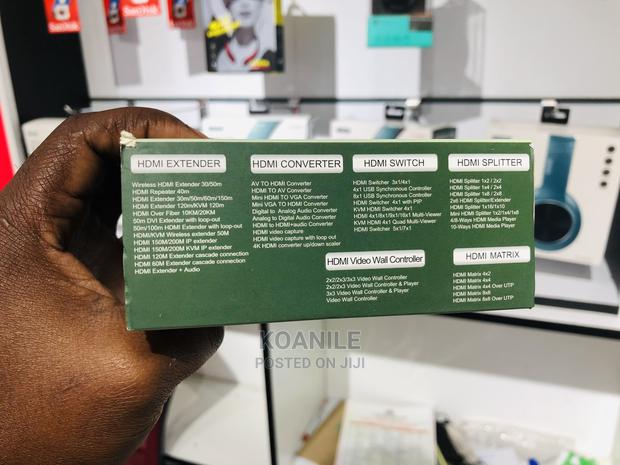 SanDisk
HDMI EXTENDER
Wireless HDMI Extender 30/50m
HDMI Repeater 40m
HDMI Extender 30m/50m/60m/150m
HDMI Extender 120m/KVM 120m
HDMI Over Fiber 10KM/20KM
50m DVI Extender with loop-out
50m/100m HDMI Extender with loop-out
HDMI/KVM Wireless extender 50M
HDMI 150M/200M IP extender
HDMI 150M/200M KVM IP extender
HDMI 120M Extender cascade connection
HDMI 60M Extender cascade connection
HDMI Extender + Audio
HDMI CONVERTER
AV TO HDMI Converter
HDMI TO AV Converter
Mini HDMI TO VGA Converter
Mini VGA TO HDMI Converter
Digital to Analog Audio Converter
Analog to Digital Audio Converter
HDMI to HDMI+audio Converter
HDMI video capture
HDMI video capture with loop out
4K HDMI converter up/down scaler
HDMI SWITCH
HDMI Switcher 3x1/4x1
4x1 USB Synchronous Controller
8x1 USB Synchronous Controller
HDMI Switcher 4x1 with PIP
KVM HDMI Switcher 4x1
HDMI 4x1/8x1/9x1/16x1 Multi-Viewer
KVM HDMI 4x1 Quad Multi-Viewer
HDMI Switcher 5x1/7x1
HDMI SPLITTER
HDMI Splitter 1x2 / 2x2
HDMI Splitter 1x4 / 2x4
HDMI Splitter 1x8 / 2x8
2x6 HDMI Splitter/Extender
HDMI Splitter 1x16/1x10
Mini HDMI Splitter 1x2/1x4/1x8
4/8-Ways HDMI Media Player
10-Ways HDMI Media Player
HDMI Video Wall Controller
2x2/2x3/3x3 Video Wall Controller
2x2/2x3 Video Wall Controller & Player
3x3 Video Wall Controller & Player
Video Wall Controller
HDMI MATRIX
HDMI Matrix 4x2
HDMI Matrix 4x4
HDMI Matrix 4x4 Over UTP
HDMI Matrix 8x8
HDMI Matrix 8x8 Over UTP
KOANILE
POSTED ON JIJI